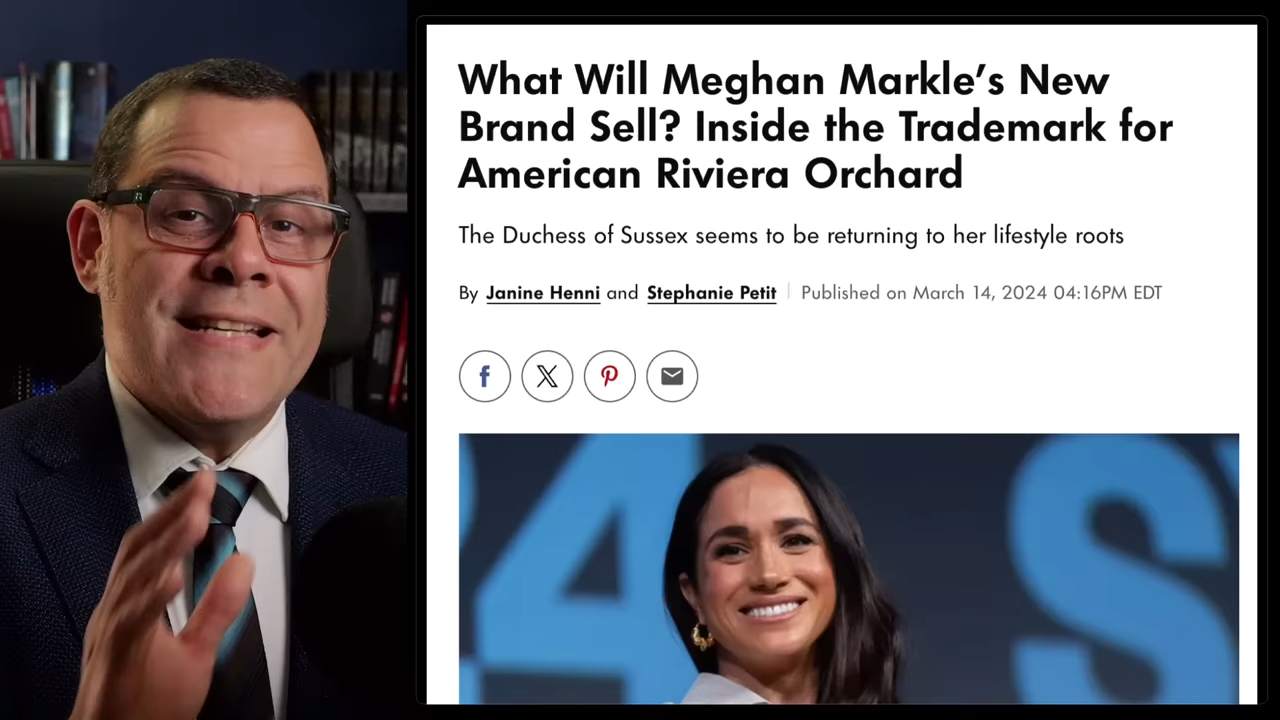 What Will Meghan Markle’s New
Brand Sell? Inside the Trademark for
American Riviera Orchard
The Duchess of Sussex seems to be returning to her lifestyle roots
By Janine Henni and Stephanie Petit | Published on March 14, 2024 04:16PM EDT